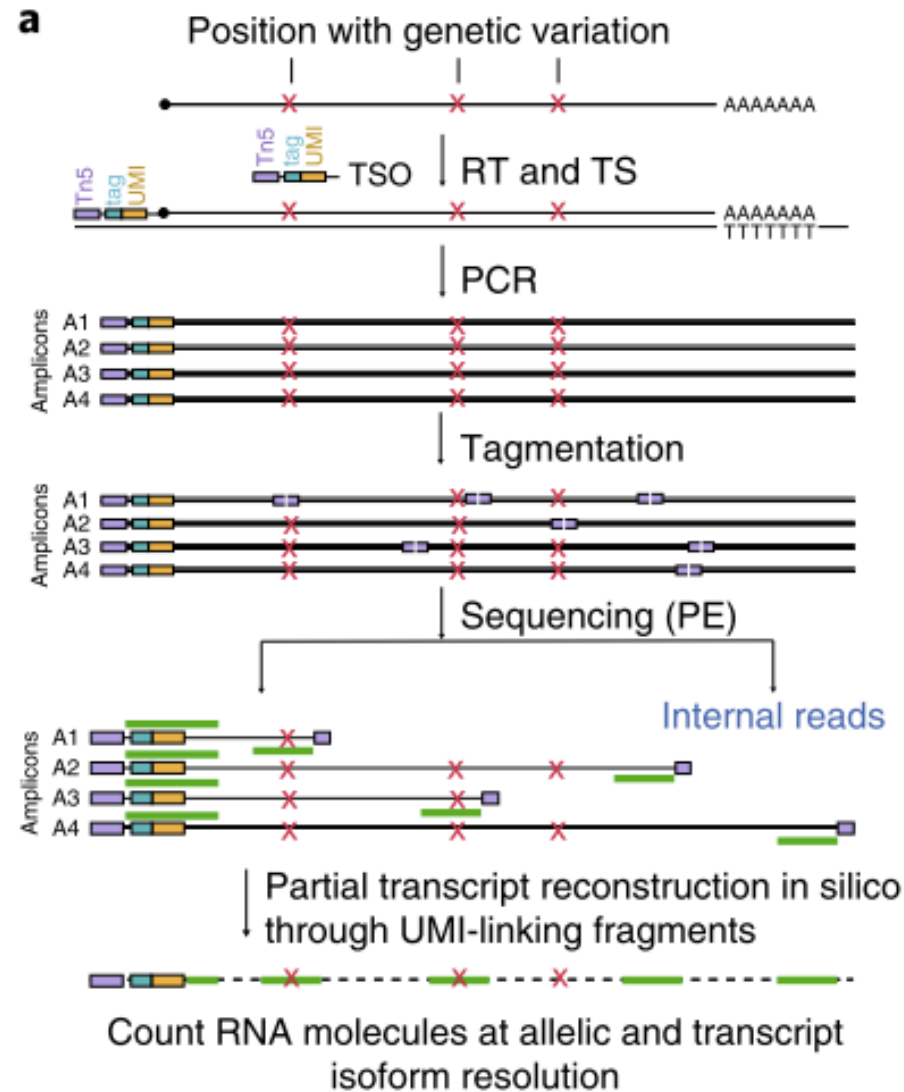 a
Position with genetic variation
AAAAAAA
Tn5
tag
UMI
TSO
RT and TS
Tn5
tag
UMI
AAAAAAA
TTTTTTT
PCR
Amplicons
A1
A2
A3
A4
Tagmentation
Amplicons
A1
A2
A3
A4
Sequencing (PE)
Internal reads
Amplicons
A1
A2
A3
A4
Partial transcript reconstruction in silico
through UMI-linking fragments
Count RNA molecules at allelic and transcript
isoform resolution